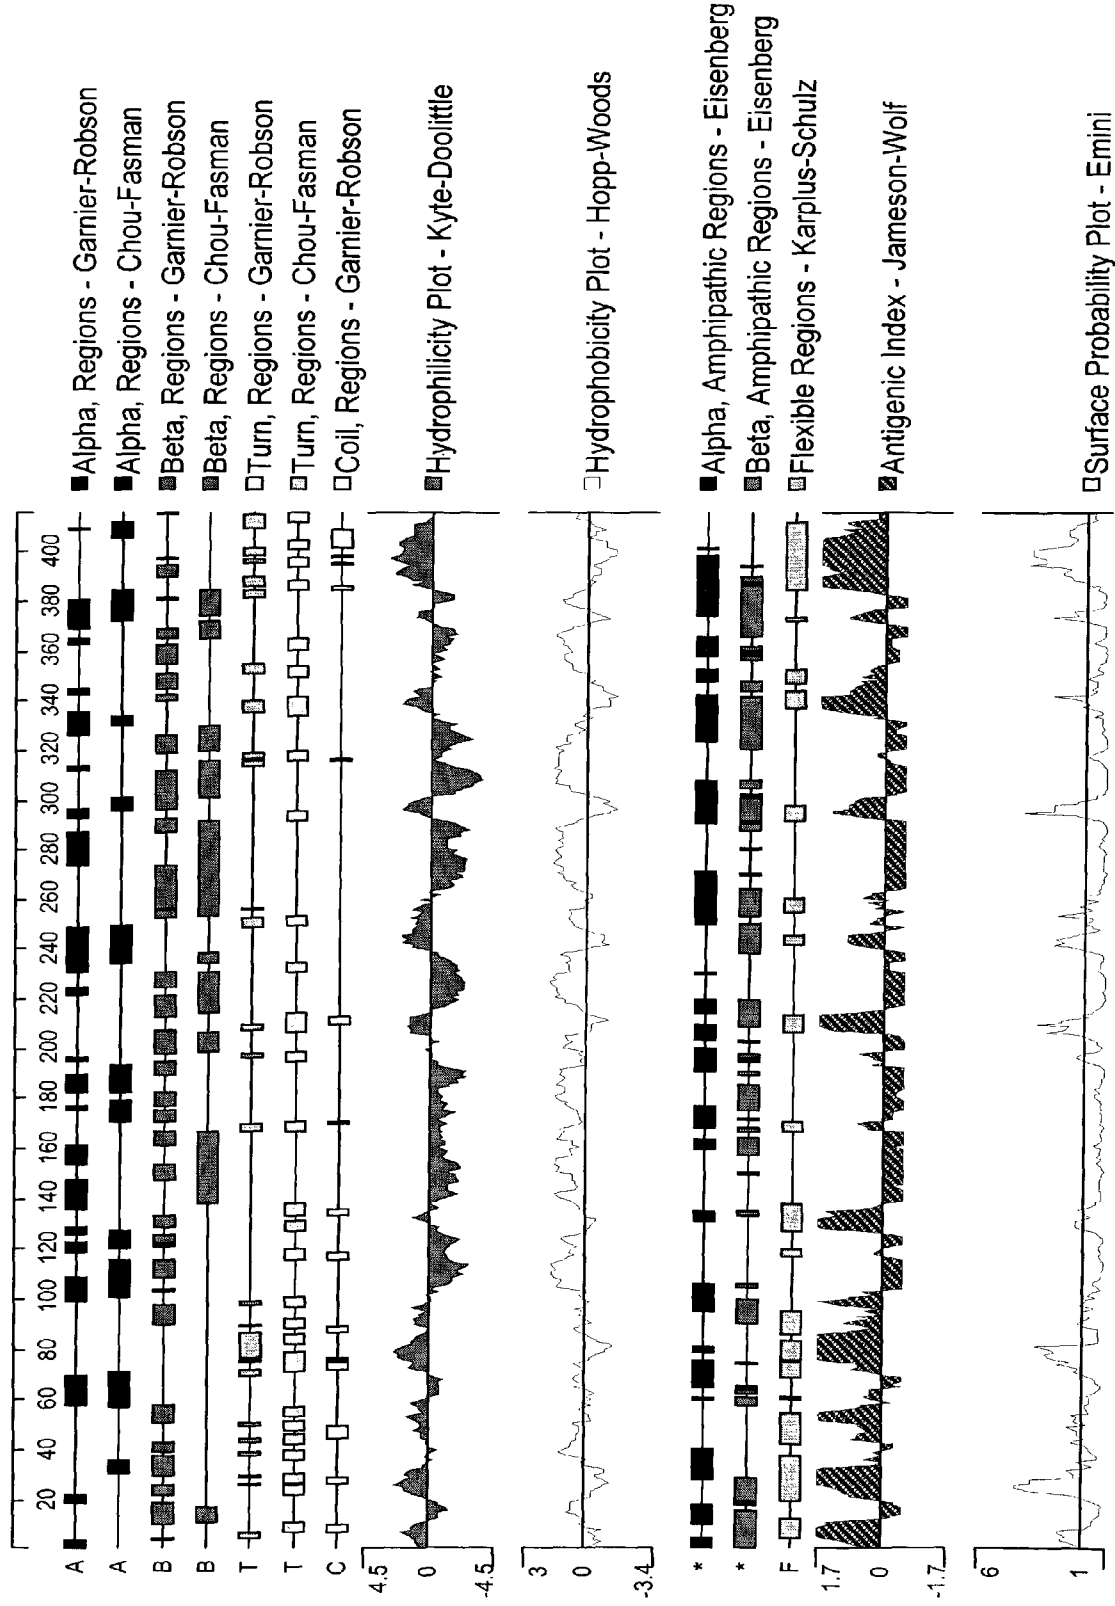 20 40 60 80 100 120 140 160 180 200 220 240 260 280 300 320 340 360 380 400
A
Alpha, Regions - Garnier-Robson
A
Alpha, Regions - Chou-Fasman
B
Beta, Regions - Garnier-Robson
B
Beta, Regions - Chou-Fasman
T
Turn, Regions - Garnier-Robson
T
Turn, Regions - Chou-Fasman
C
Coil, Regions - Garnier-Robson
4.5
0
-4.5
Hydrophilicity Plot - Kyte-Doolittle
3
0
-3.4
Hydrophobicity Plot - Hopp-Woods
*
Alpha, Amphipathic Regions - Eisenberg
*
Beta, Amphipathic Regions - Eisenberg
F
Flexible Regions - Karplus-Schulz
1.7
0
-1.7
Antigenic Index - Jameson-Wolf
6
1
Surface Probability Plot - Emini